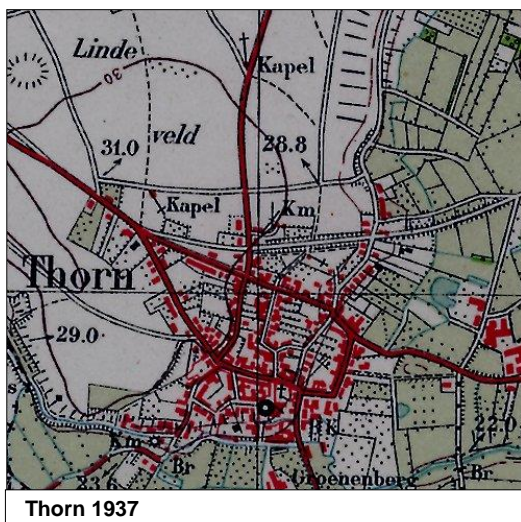 Linde
Kapel
30
31.0
veld
28.8
Kapel
Km
Thorn
29.0
Km
Br
23.6
R.K.
Groenenberg
22.0
Br
Thorn 1937